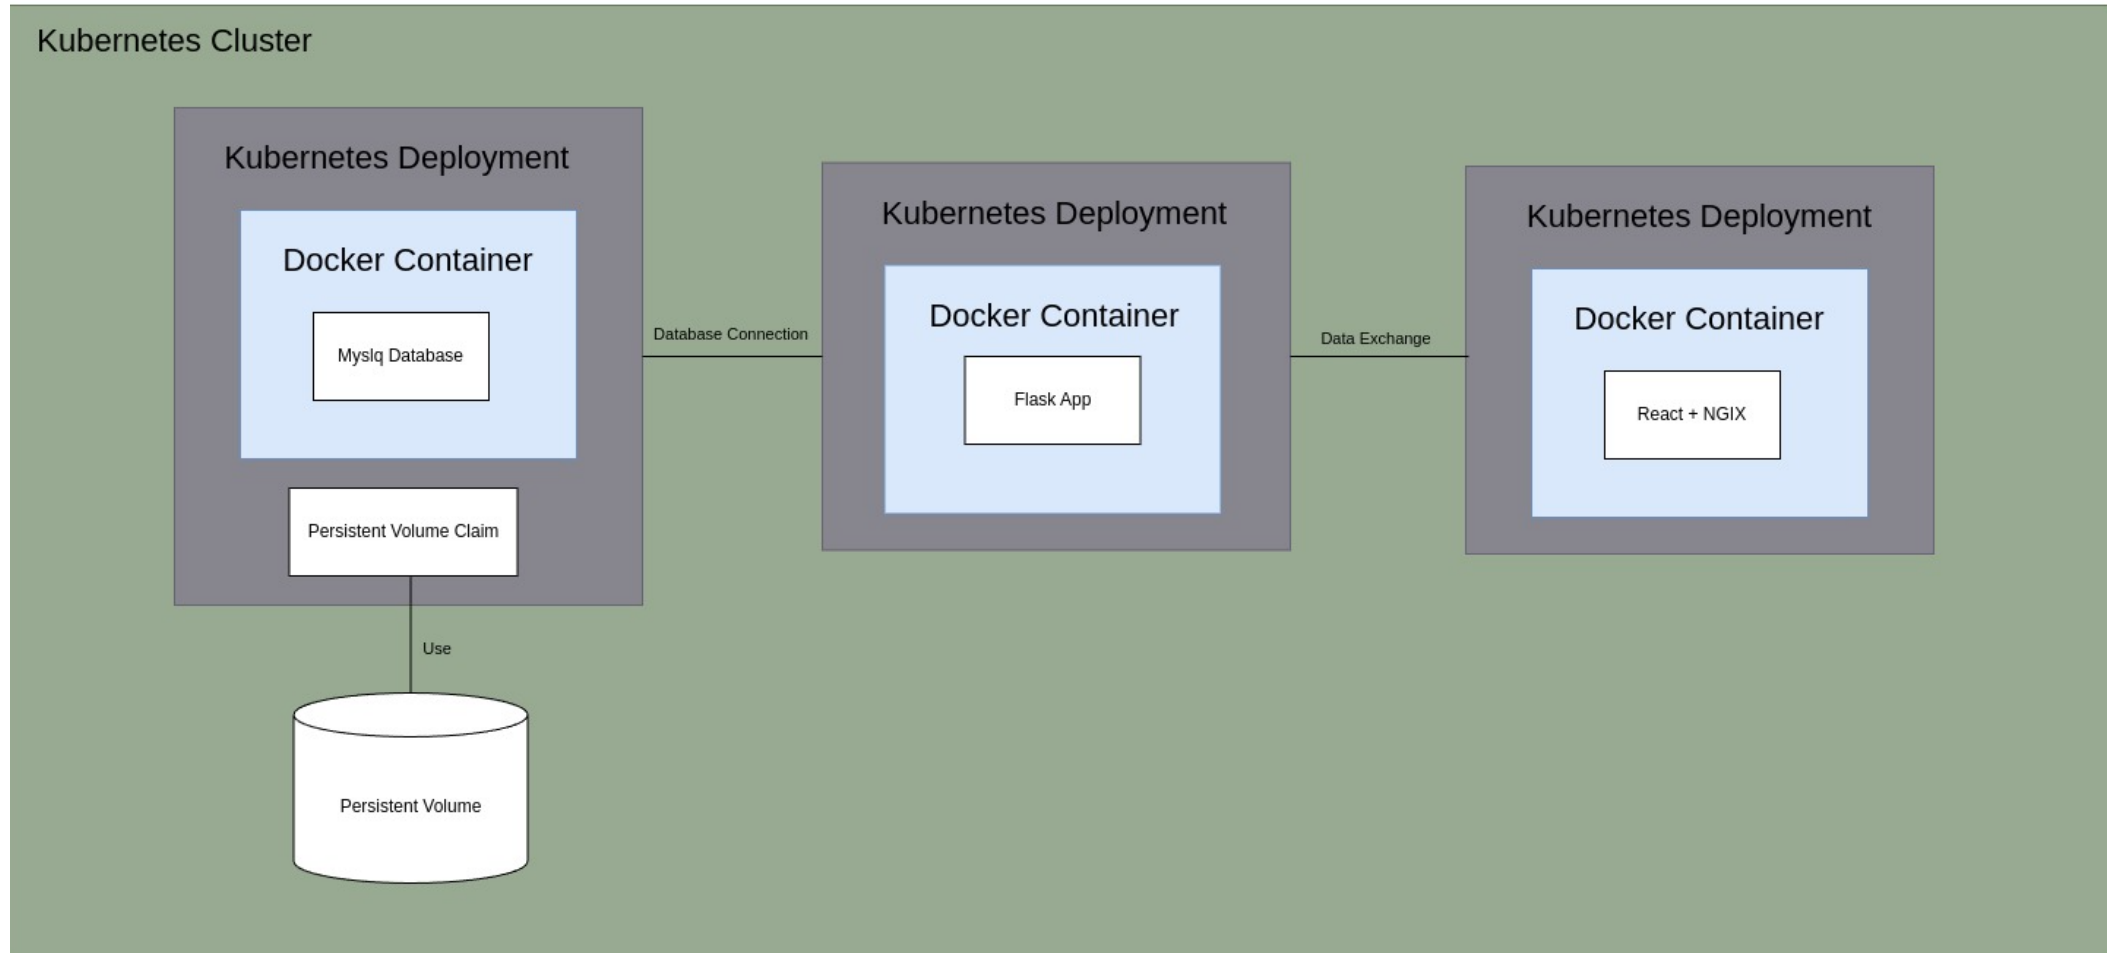 Kubernetes Cluster
Kubernetes Deployment
Docker Container
Myslq Database
Persistent Volume Claim
Use
Persistent Volume
Database Connection
Kubernetes Deployment
Docker Container
Flask App
Data Exchange
Kubernetes Deployment
Docker Container
React + NGIX